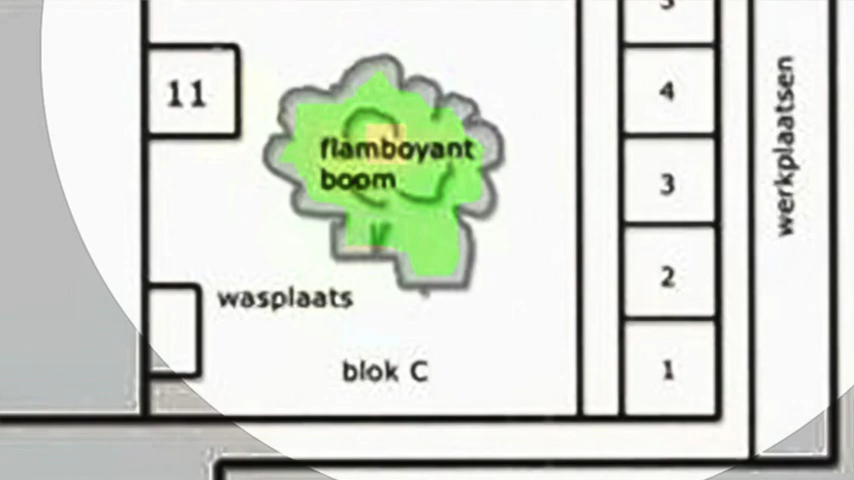 11
flamboyant
boom
wasplaats
blok C
4
3
2
1
werkplaatsen